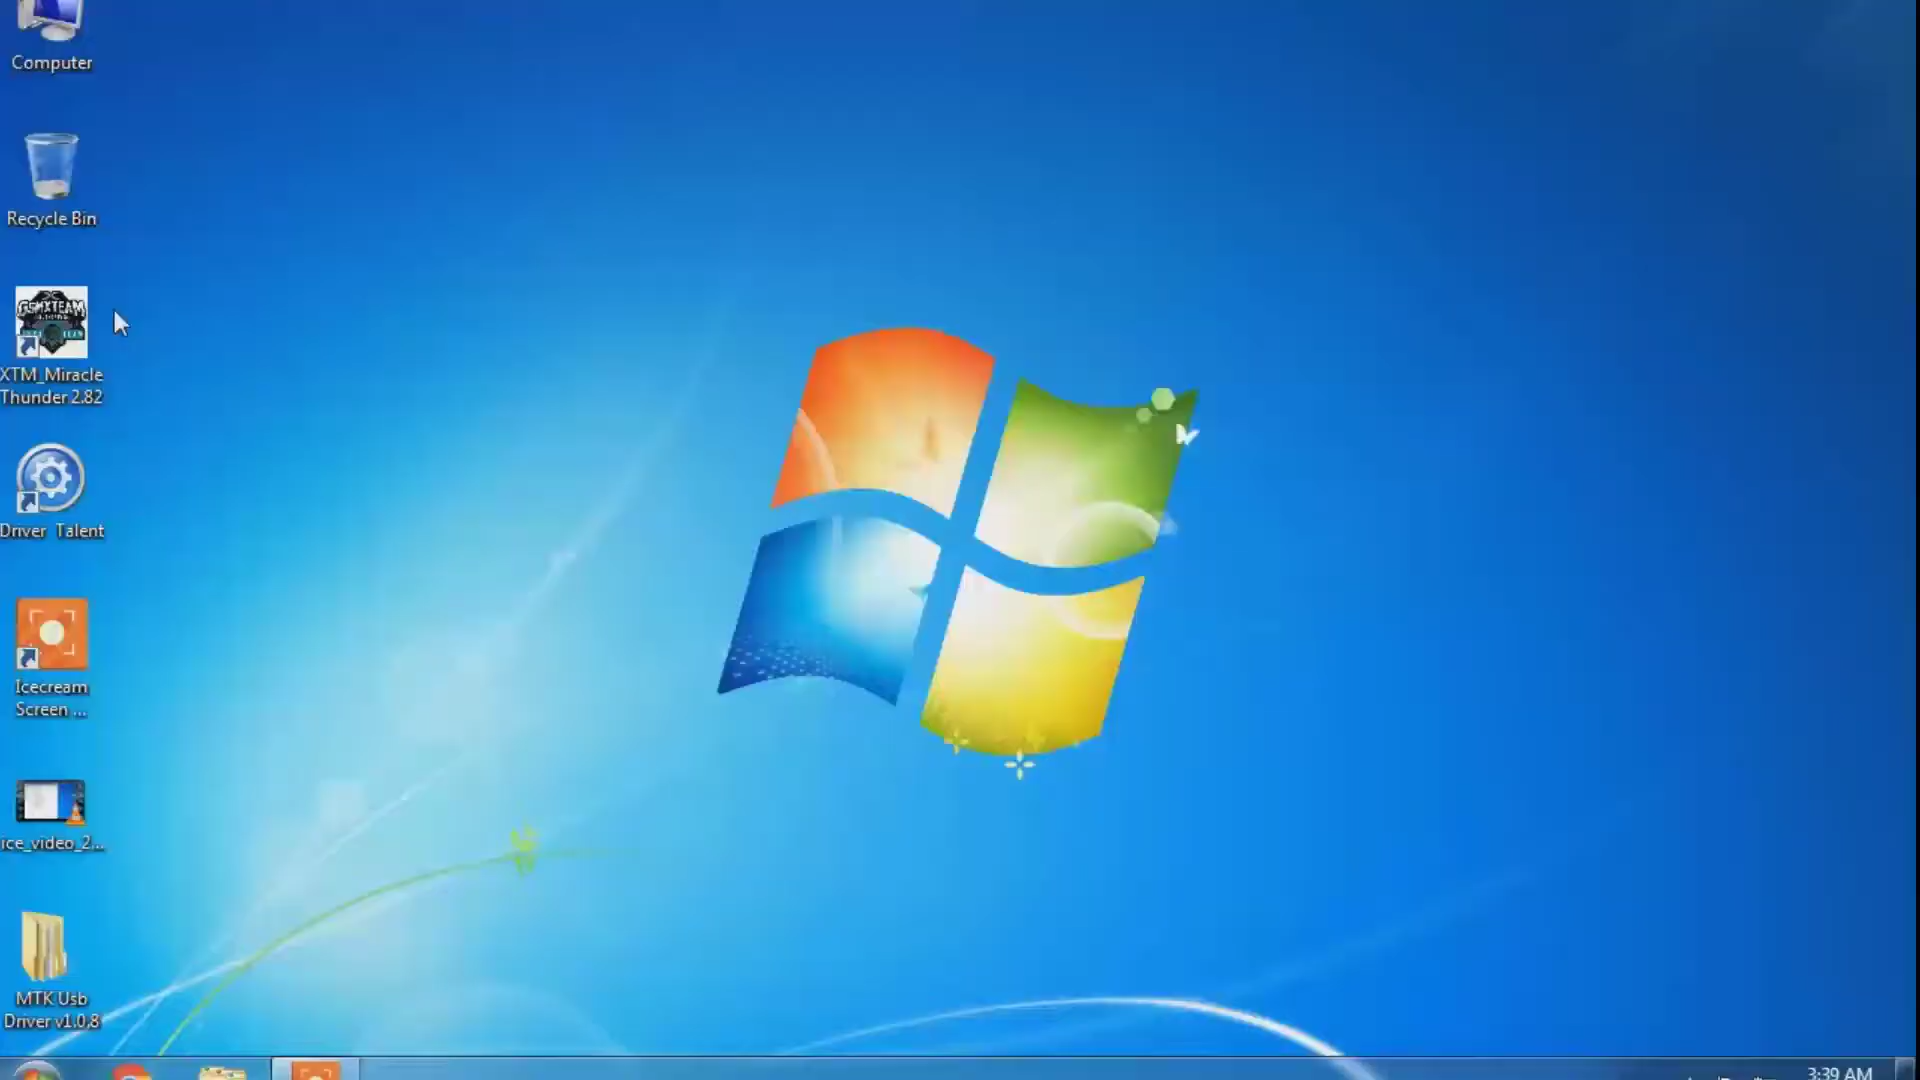 Computer
Recycle Bin
GSMXTEAM
XTM_Miracle
Thunder 2.82
Driver Talent
Icecream
Screen ...
ice_video_2...
MTK Usb
Driver v1.0.8
3:39 AM